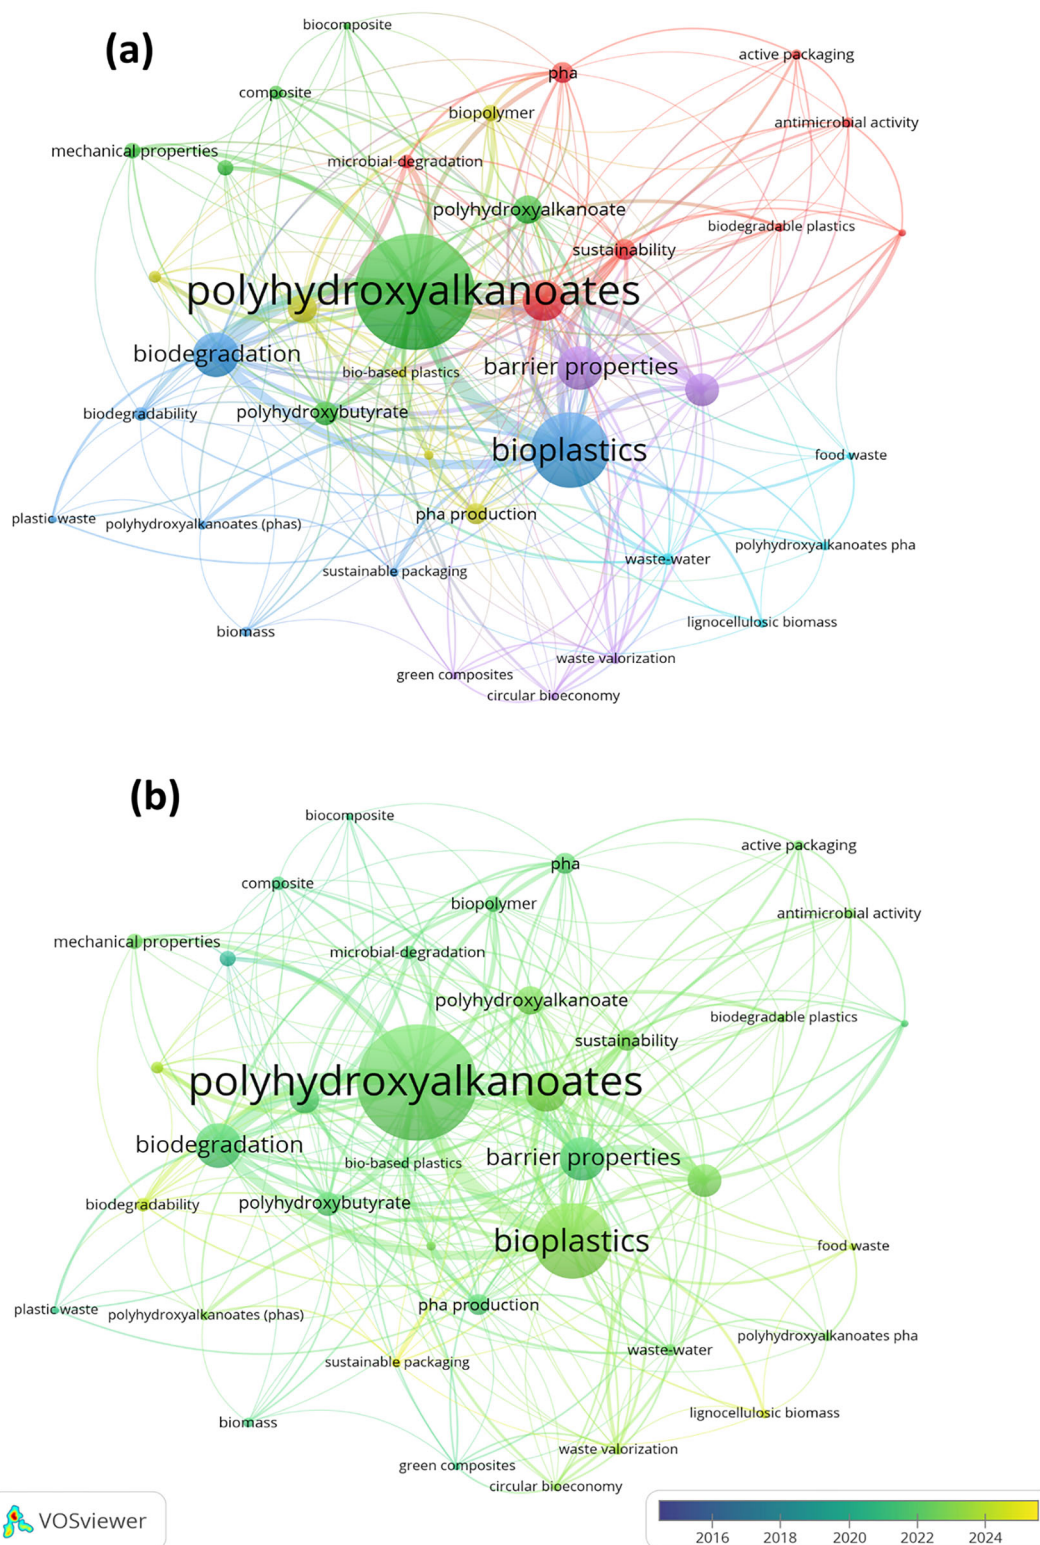 (a)
biocomposite
active packaging
pha
composite
biopolymer
antimicrobial activity
mechanical properties
microbial-degradation
polyhydroxyalkanoate
biodegradable plastics
sustainability
polyhydroxyalkanoates
biodegradation
barrier properties
bio-based plastics
biodegradability
polyhydroxybutyrate
bioplastics
food waste
plastic waste
polyhydroxyalkanoates (phas)
pha production
polyhydroxyalkanoates pha
waste-water
sustainable packaging
lignocellulosic biomass
biomass
waste valorization
green composites
circular bioeconomy
(b)
biocomposite
active packaging
pha
composite
biopolymer
antimicrobial activity
mechanical properties
microbial-degradation
polyhydroxyalkanoate
biodegradable plastics
sustainability
polyhydroxyalkanoates
biodegradation
barrier properties
bio-based plastics
biodegradability
polyhydroxybutyrate
bioplastics
food waste
plastic waste
polyhydroxyalkanoates (phas)
pha production
polyhydroxyalkanoates pha
waste-water
sustainable packaging
lignocellulosic biomass
biomass
waste valorization
green composites
circular bioeconomy
VOSviewer
2016 2018 2020 2022 2024